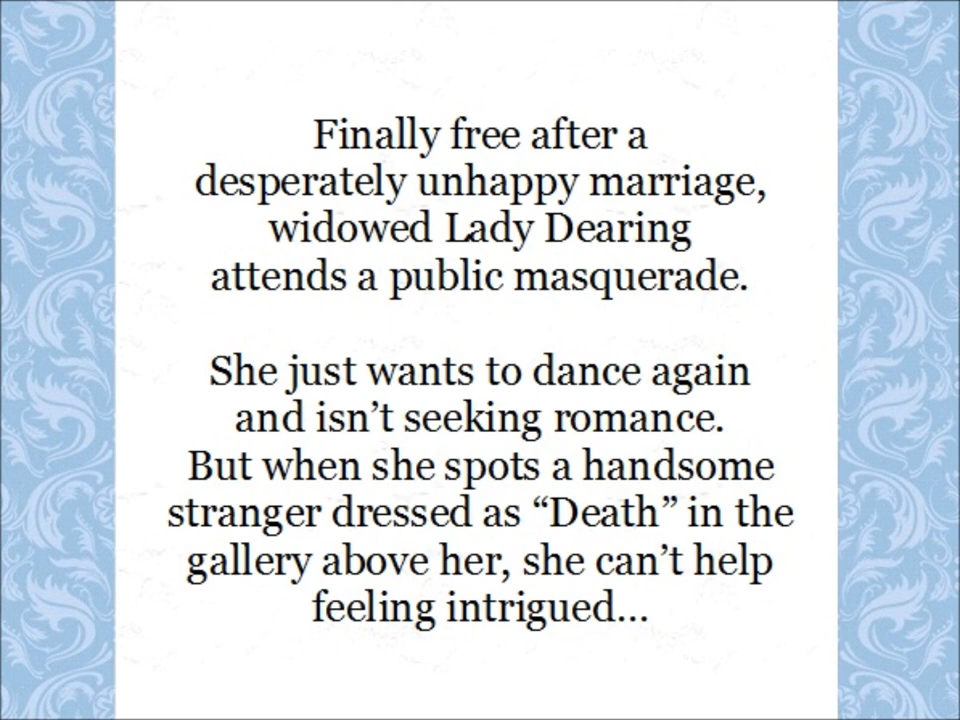 Finally free after a
desperately unhappy marriage,
widowed Lady Dearing
attends a public masquerade.
She just wants to dance again
and isn’t seeking romance.
But when she spots a handsome
stranger dressed as “Death” in the
gallery above her, she can’t help
feeling intrigued...